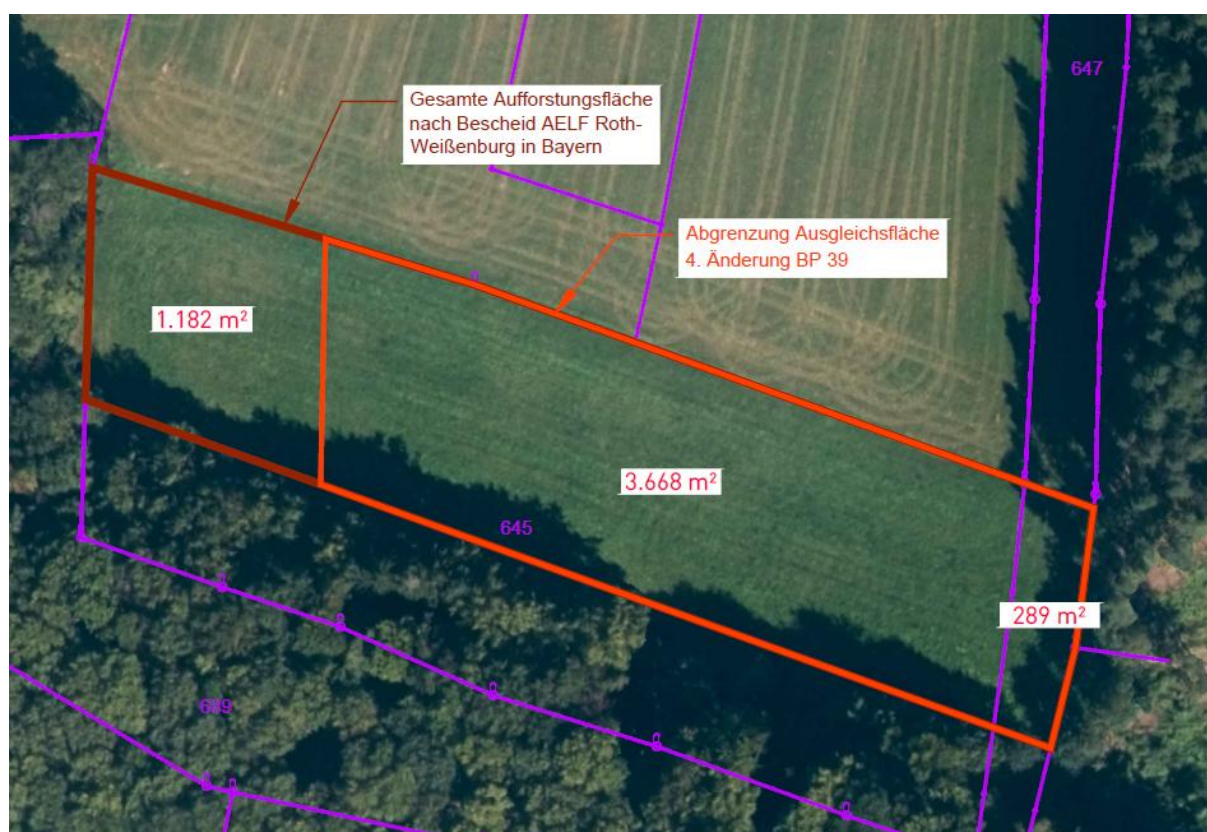 647
Gesamte Aufforstungsfläche
nach Bescheid AELF Roth-
Weißenburg in Bayern
Abgrenzung Ausgleichsfläche
4. Änderung BP 39
1.182 m²
3.668 m²
645
289 m²
689